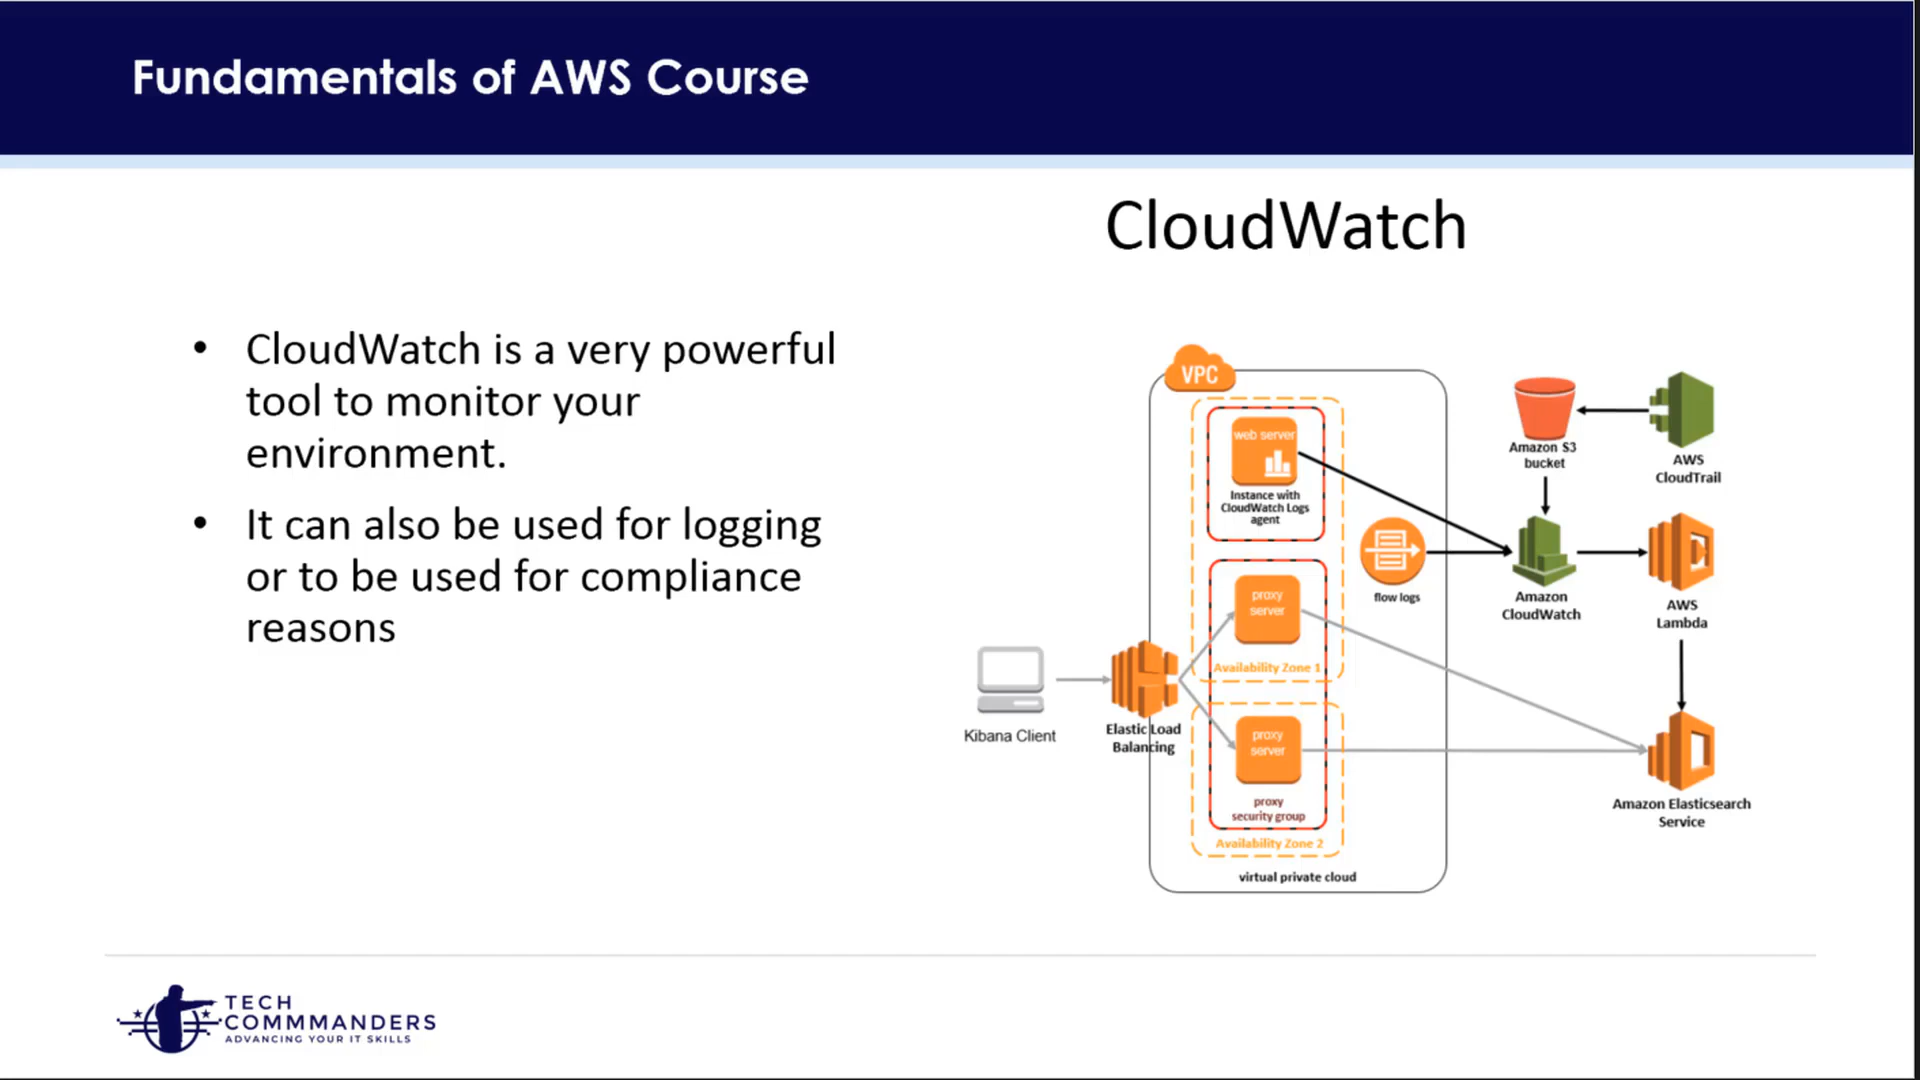 Fundamentals of AWS Course
CloudWatch
• CloudWatch is a very powerful
tool to monitor your
environment.
• It can also be used for logging
or to be used for compliance
reasons
VPC
web server
Instance with
CloudWatch Logs
agent
proxy
server
Availability Zone 1
proxy
server
proxy
security group
Availability Zone 2
virtual private cloud
flow logs
Kibana Client
Elastic Load
Balancing
Amazon S3
bucket
AWS
CloudTrail
Amazon
CloudWatch
AWS
Lambda
Amazon Elasticsearch
Service
TECH
COMMMANDERS
ADVANCING YOUR IT SKILLS